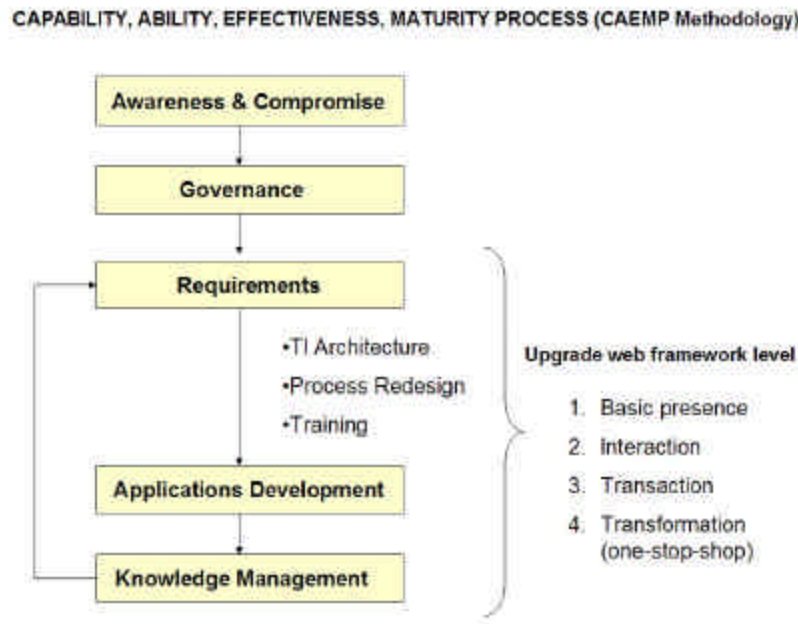 CAPABILITY, ABILITY, EFFECTIVENESS, MATURITY PROCESS (CAEMP Methodology)
Awareness & Compromise
Governance
Requirements
•TI Architecture
•Process Redesign
•Training
Applications Development
Knowledge Management
Upgrade web framework level
1. Basic presence
2. Interaction
3. Transaction
4. Transformation
(one-stop-shop)